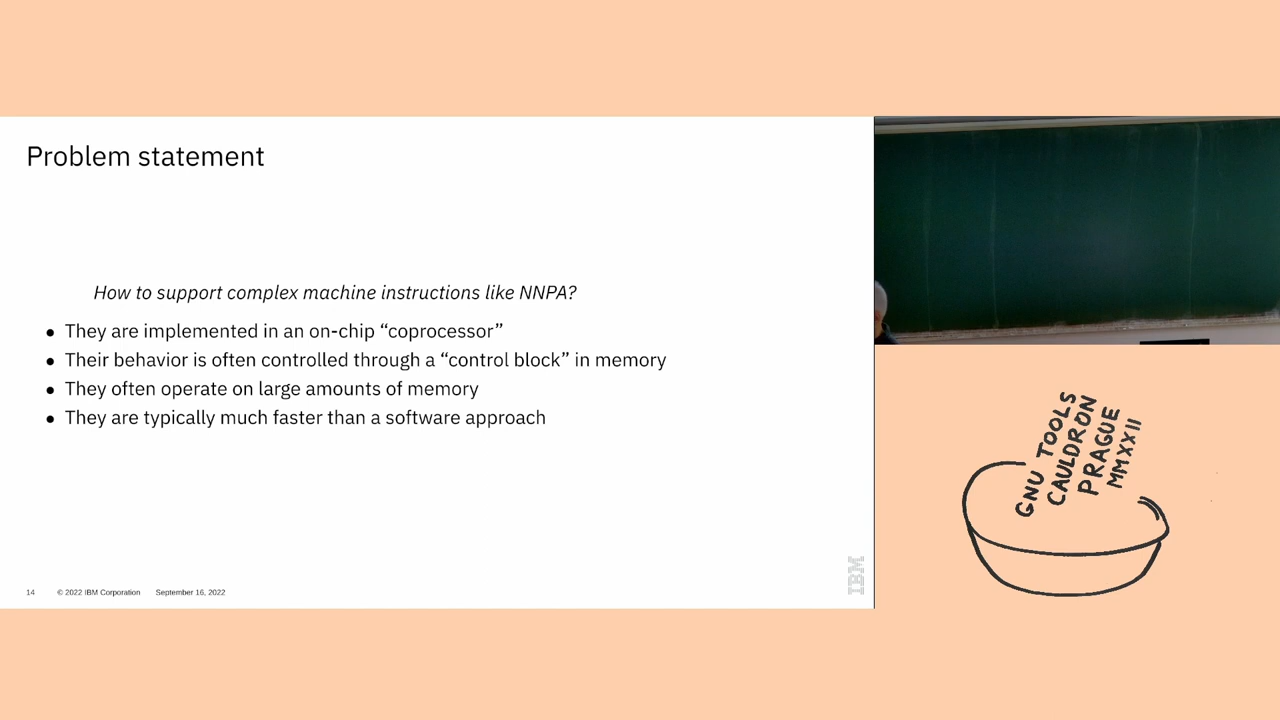 Problem statement
How to support complex machine instructions like NNPA?
● They are implemented in an on-chip “coprocessor”
● Their behavior is often controlled through a “control block” in memory
● They often operate on large amounts of memory
● They are typically much faster than a software approach
14 © 2022 IBM Corporation September 16, 2022
IBM
GNU TOOLS
CAULDRON
PRAGUE
MMXXII